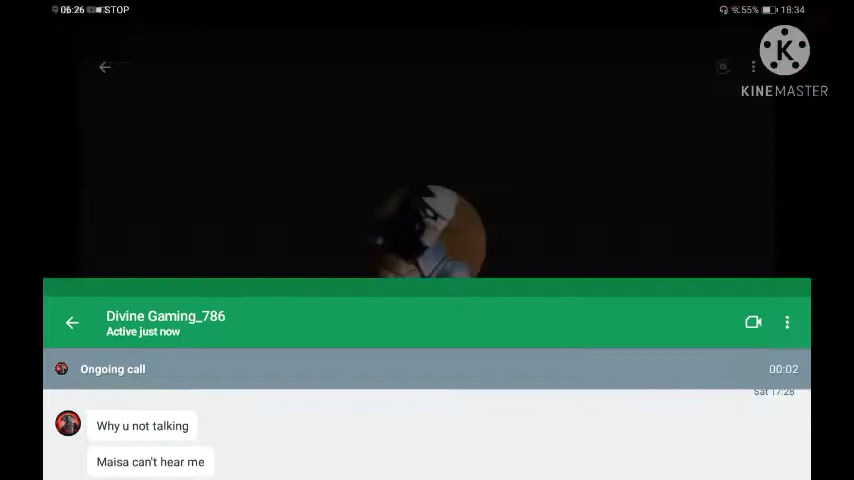 06:26 STOP
55% 18:34
K
KINEMASTER
Divine Gaming_786
Active just now
Ongoing call
00:02
Sat 17:28
Why u not talking
Maisa can't hear me